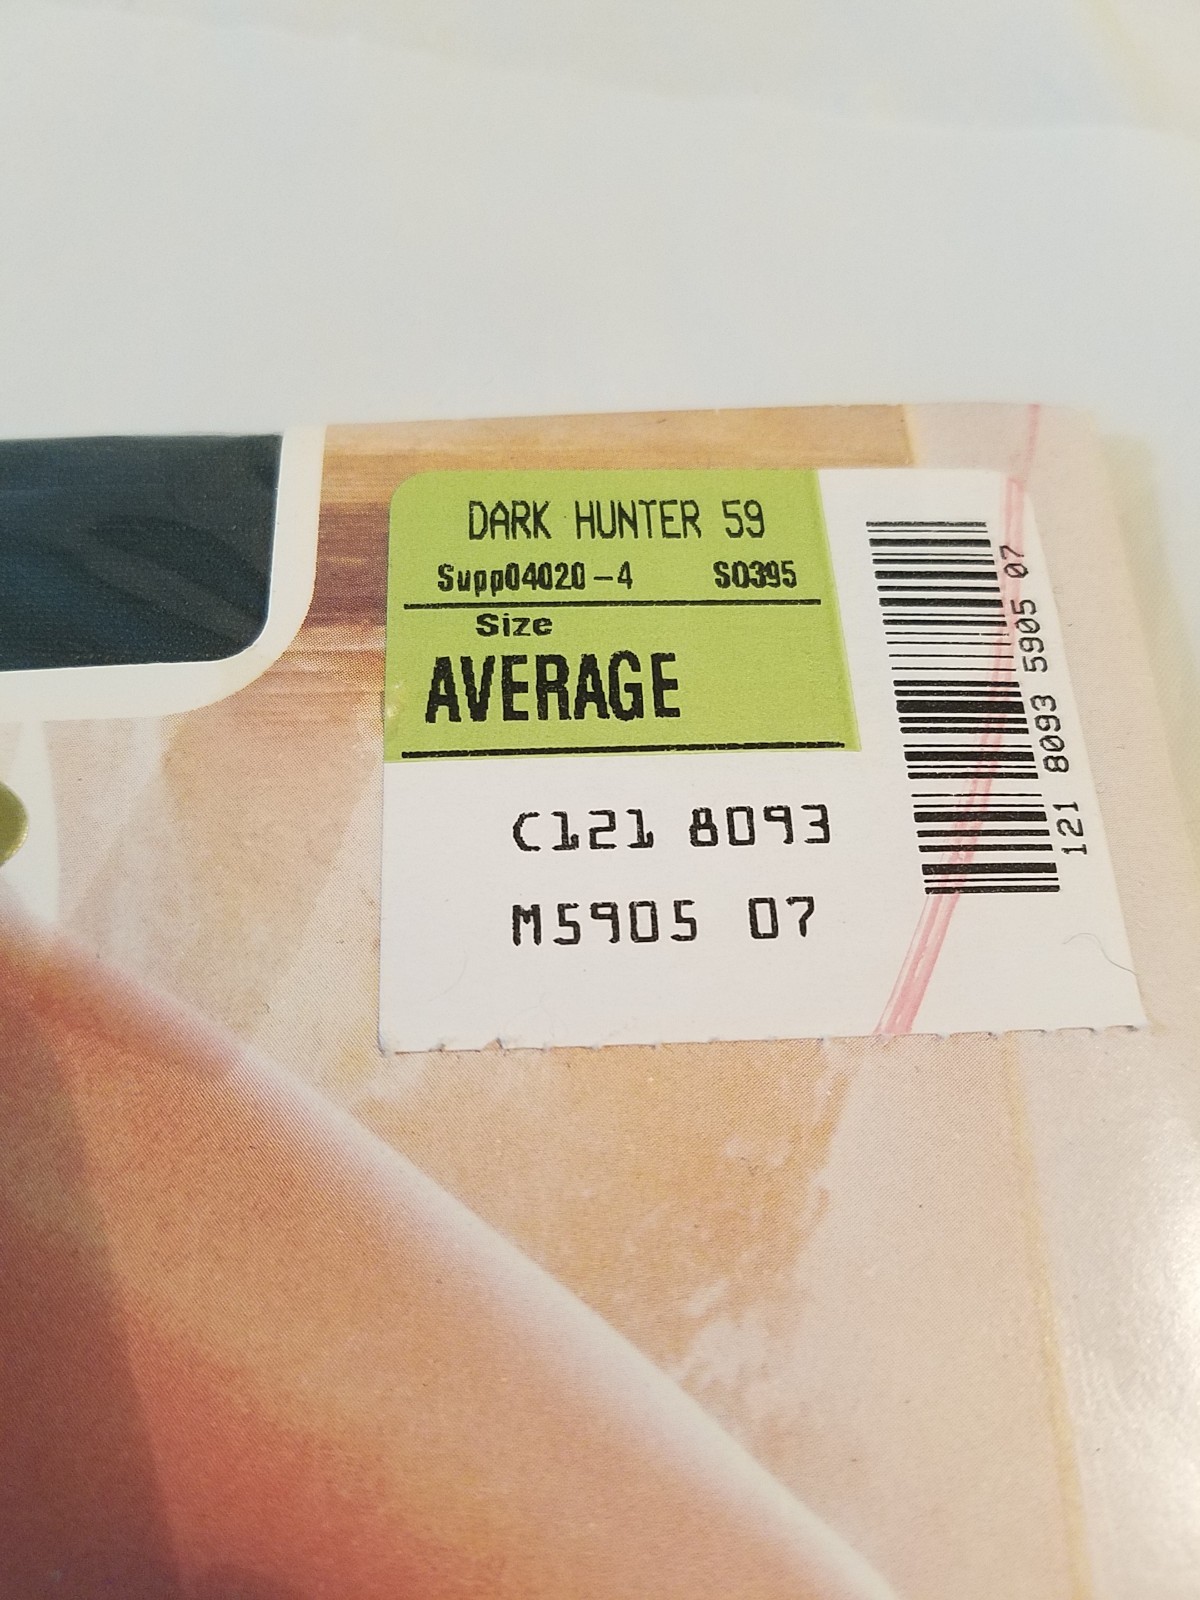 DARK HUNTER 59
Supp04020-4 S0395
Size
AVERAGE
C121 8093
M5905 07
121 8093 5905 07